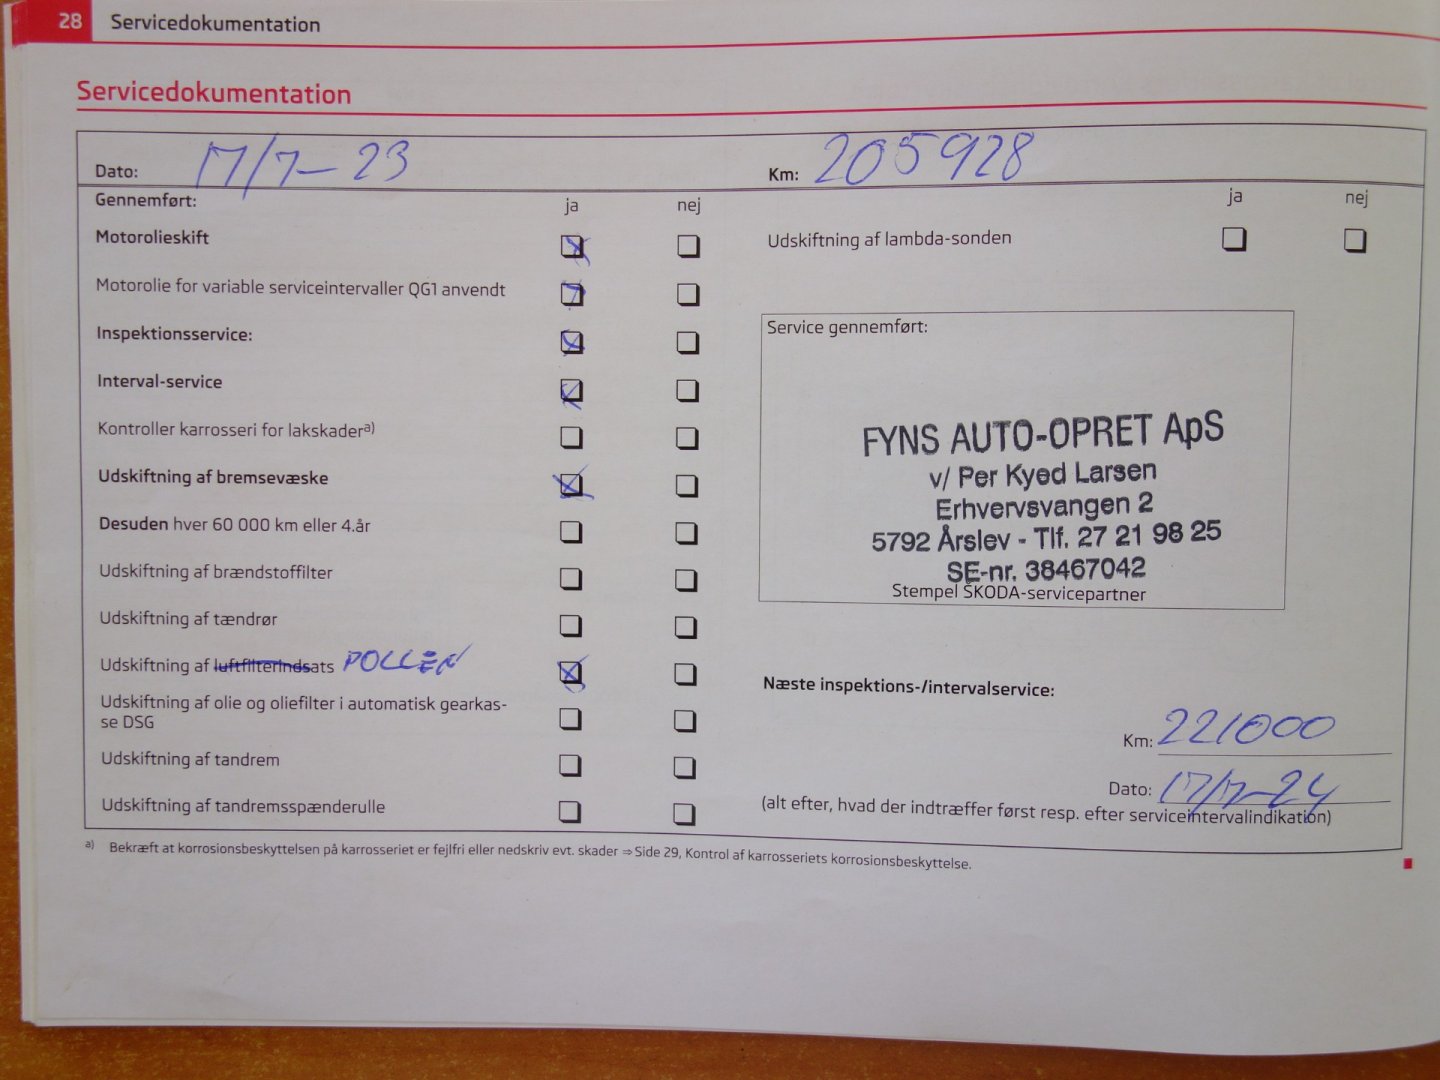 28 Servicedokumentation
Servicedokumentation
Dato: 17/7-23 Km: 205928
Gennemført: ja nej ja nej
Motorolieskift
Udskiftning af lambda-sonden
Motorolie for variable serviceintervaller QG1 anvendt
Inspektionsservice:
Interval-service
Kontroller karrosseri for lakskader a)
Udskiftning af bremsevæske
Desuden hver 60 000 km eller 4.år
Udskiftning af brændstoffilter
Udskiftning af tændrør
Udskiftning af luftfilterindsats POLLEN
Udskiftning af olie og oliefilter i automatisk gearkas-
se DSG
Udskiftning af tandrem
Udskiftning af tandremsspænderulle
Service gennemført:
FYNS AUTO-OPRET ApS
v/ Per Kyed Larsen
Erhvervsvangen 2
5792 Årslev - Tlf. 27 21 98 25
SE-nr. 38467042
Stempel ŠKODA-servicepartner
Næste inspektions-/intervalservice:
Km: 221000
Dato: 17/7-24
(alt efter, hvad der indtræffer først resp. efter serviceintervalindikation)
a) Bekræft at korrosionsbeskyttelsen på karrosseriet er fejlfri eller nedskriv evt. skader ⇒ Side 29, Kontrol af karrosseriets korrosionsbeskyttelse.